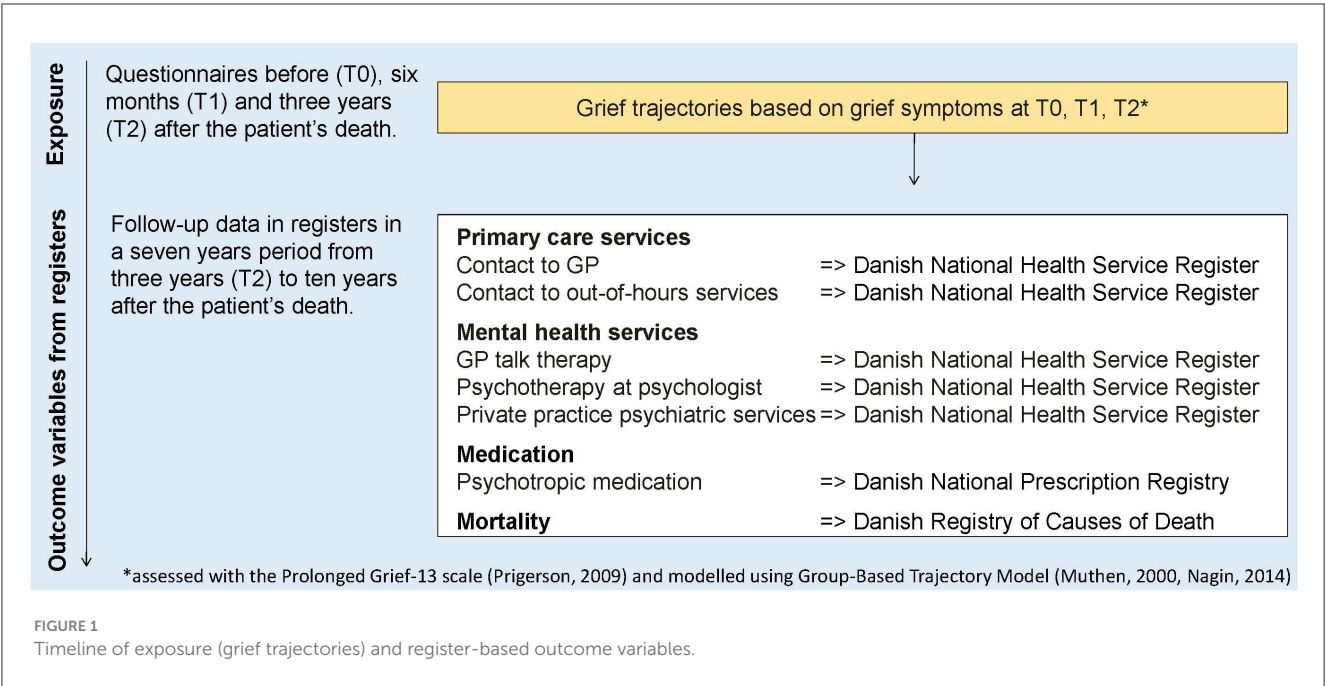 Exposure
Questionnaires before (T0), six
months (T1) and three years
(T2) after the patient's death.
Grief trajectories based on grief symptoms at T0, T1, T2*
Outcome variables from registers
Follow-up data in registers in
a seven years period from
three years (T2) to ten years
after the patient's death.
Primary care services
Contact to GP => Danish National Health Service Register
Contact to out-of-hours services => Danish National Health Service Register
Mental health services
GP talk therapy => Danish National Health Service Register
Psychotherapy at psychologist => Danish National Health Service Register
Private practice psychiatric services => Danish National Health Service Register
Medication
Psychotropic medication => Danish National Prescription Registry
Mortality => Danish Registry of Causes of Death
*assessed with the Prolonged Grief-13 scale (Prigerson, 2009) and modelled using Group-Based Trajectory Model (Muthen, 2000, Nagin, 2014)
FIGURE 1
Timeline of exposure (grief trajectories) and register-based outcome variables.